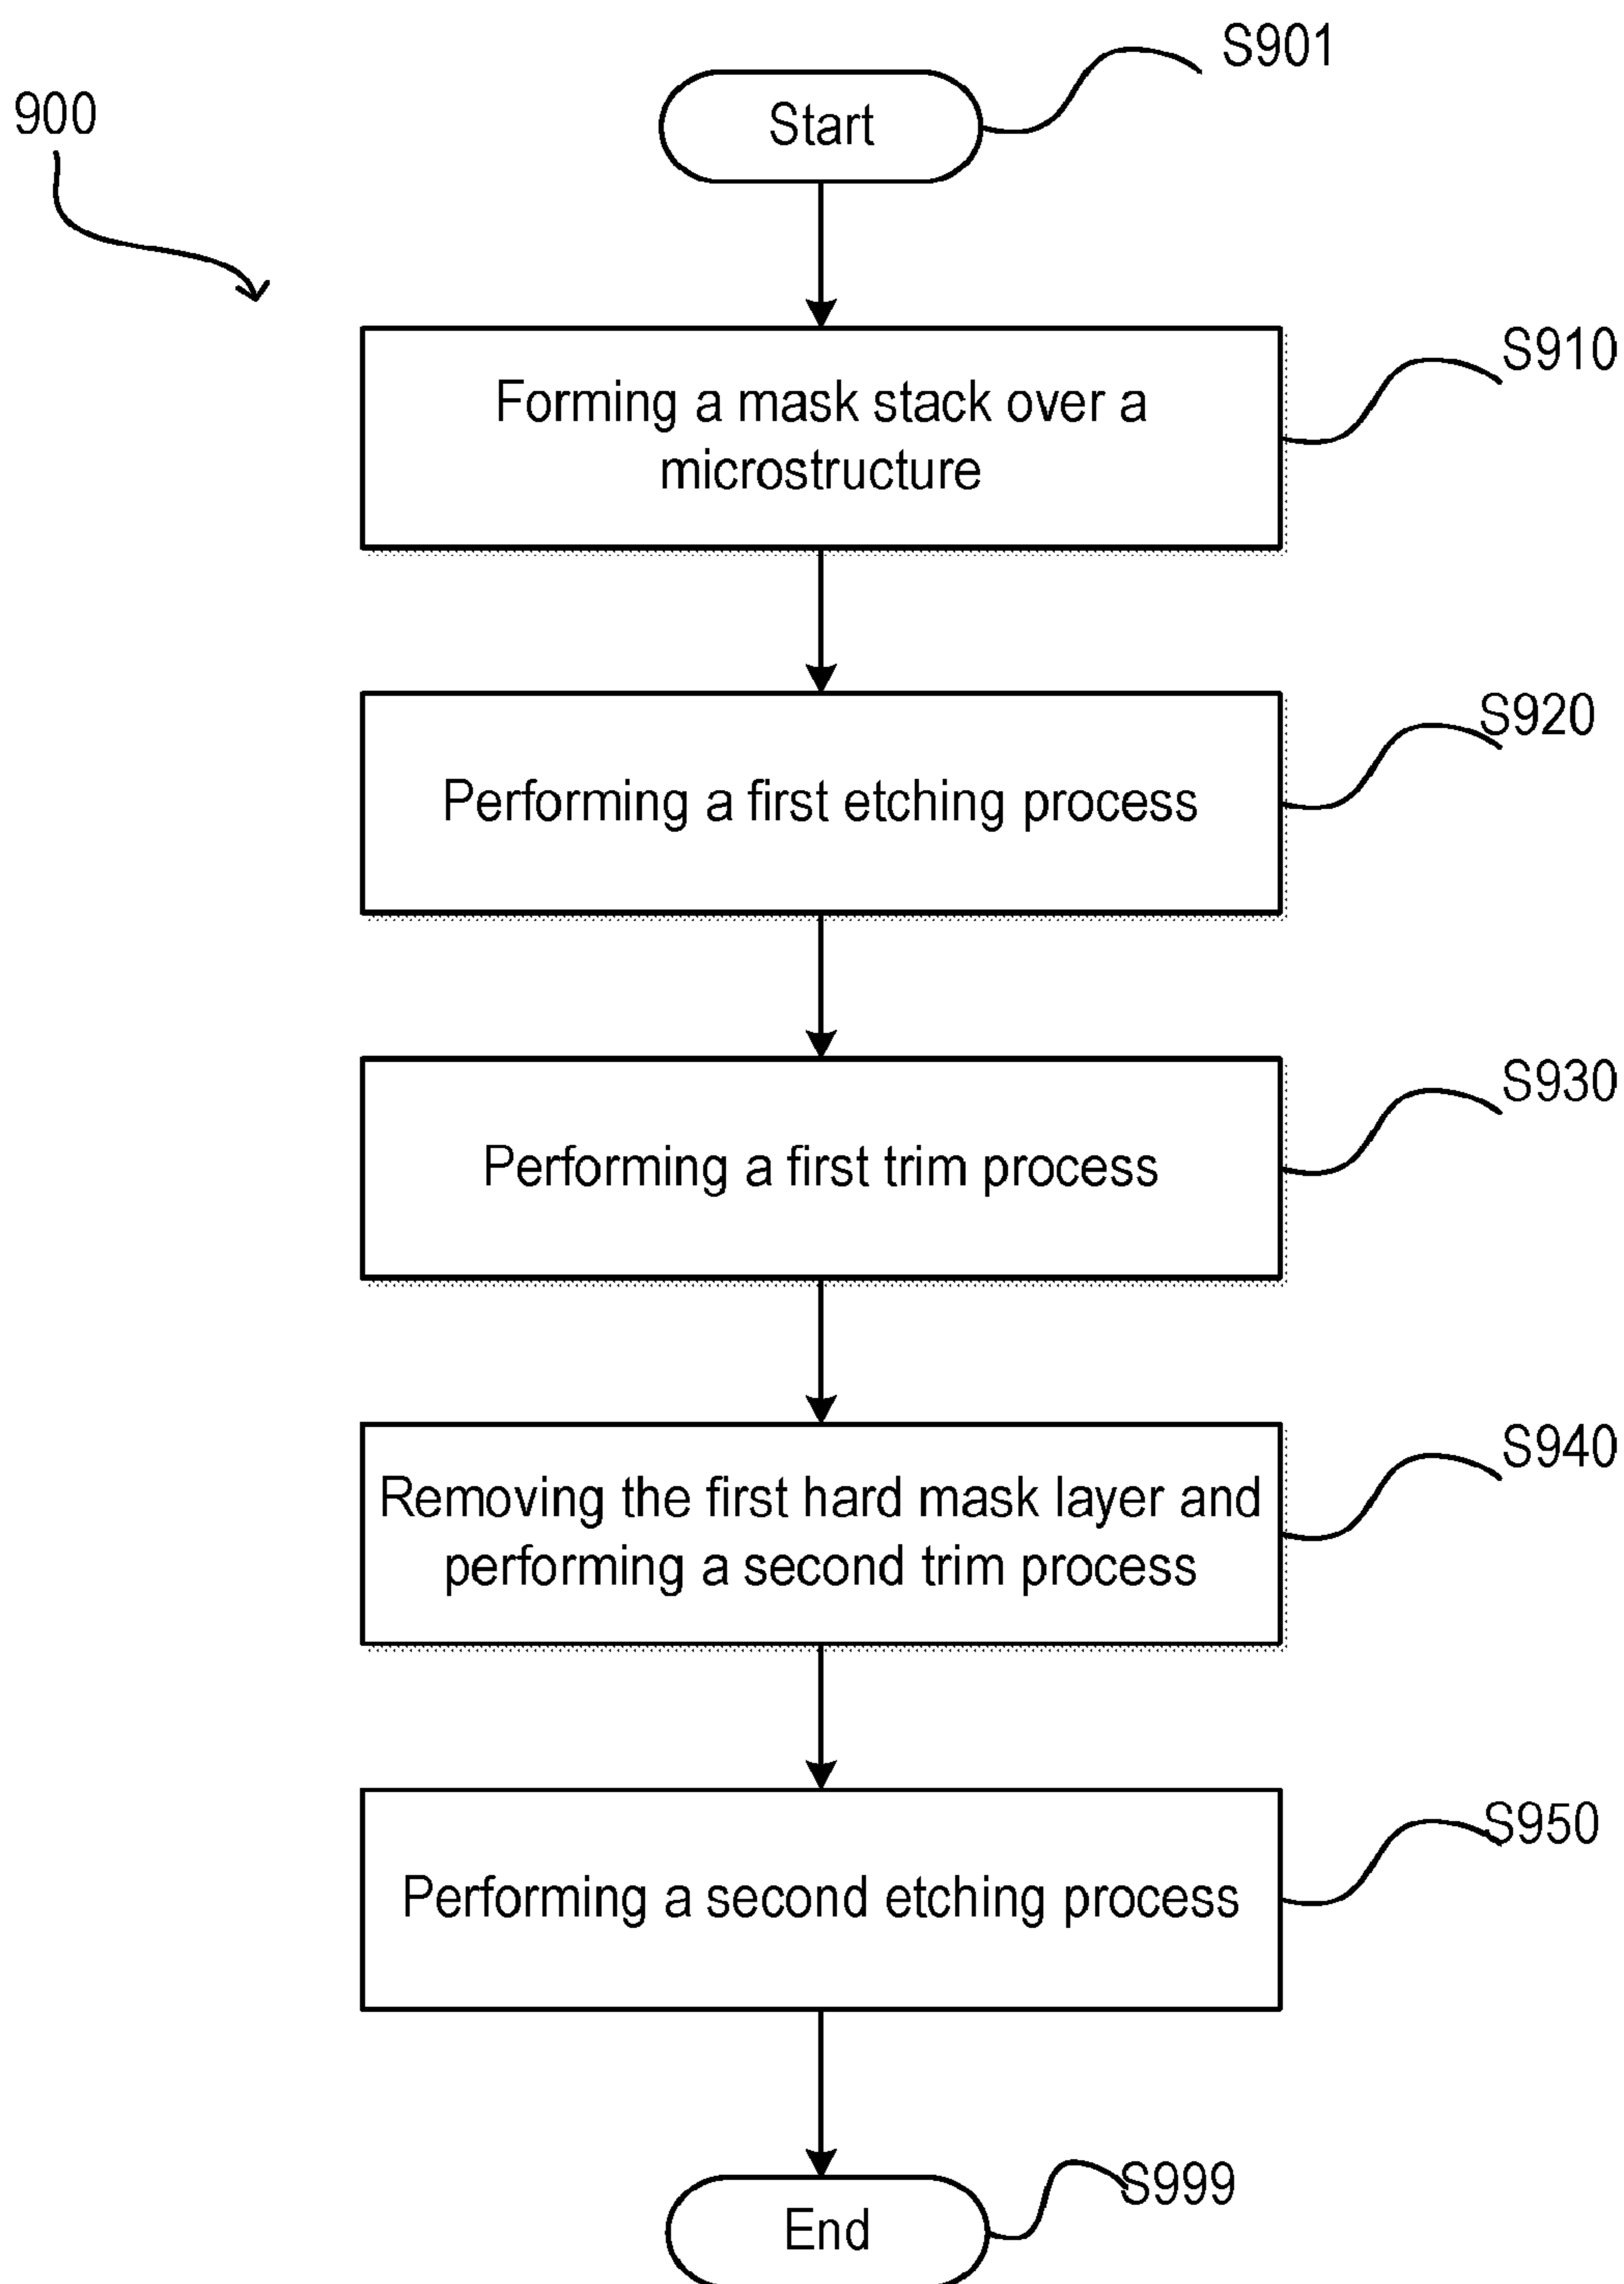 S901
Start
900
S910
Forming a mask stack over a
microstructure
S920
Performing a first etching process
S930
Performing a first trim process
S940
Removing the first hard mask layer and
performing a second trim process
S950
Performing a second etching process
S999
End